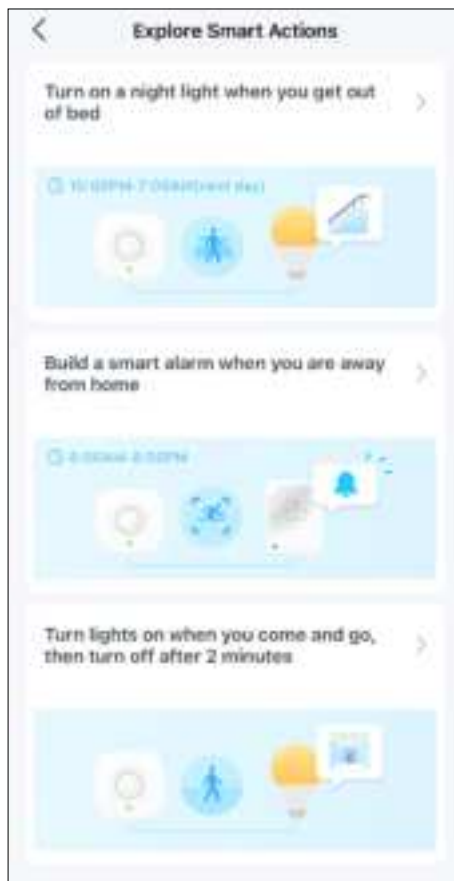 Explore Smart Actions
Turn on a night light when you get out
of bed
Build a smart alarm when you are away
from home
Turn lights on when you come and go,
then turn off after 2 minutes